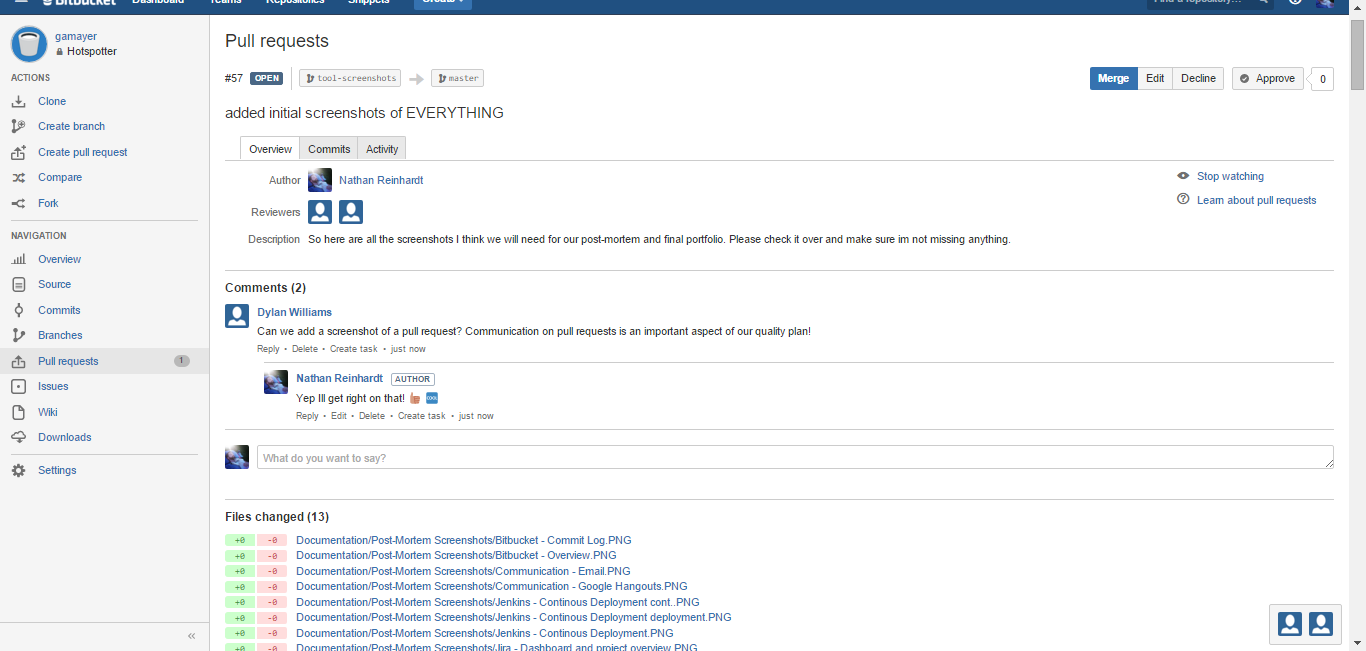 Bitbucket Dashboard Teams Repositories Snippets Create Find a repository...
gamayer
Hotspotter
ACTIONS
Clone
Create branch
Create pull request
Compare
Fork
NAVIGATION
Overview
Source
Commits
Branches
Pull requests 1
Issues
Wiki
Downloads
Settings
Pull requests
#57 OPEN tool-screenshots master
Merge Edit Decline Approve 0
added initial screenshots of EVERYTHING
Overview Commits Activity
Author Nathan Reinhardt
Stop watching
Reviewers
Learn about pull requests
Description So here are all the screenshots I think we will need for our post-mortem and final portfolio. Please check it over and make sure im not missing anything.
Comments (2)
Dylan Williams
Can we add a screenshot of a pull request? Communication on pull requests is an important aspect of our quality plan!
Reply • Delete • Create task • just now
Nathan Reinhardt AUTHOR
Yep Ill get right on that! COOL
Reply • Edit • Delete • Create task • just now
What do you want to say?
Files changed (13)
+0 -0 Documentation/Post-Mortem Screenshots/Bitbucket - Commit Log.PNG
+0 -0 Documentation/Post-Mortem Screenshots/Bitbucket - Overview.PNG
+0 -0 Documentation/Post-Mortem Screenshots/Communication - Email.PNG
+0 -0 Documentation/Post-Mortem Screenshots/Communication - Google Hangouts.PNG
+0 -0 Documentation/Post-Mortem Screenshots/Jenkins - Continous Deployment cont..PNG
+0 -0 Documentation/Post-Mortem Screenshots/Jenkins - Continous Deployment deployment.PNG
+0 -0 Documentation/Post-Mortem Screenshots/Jenkins - Continous Deployment.PNG
+0 -0 Documentation/Post-Mortem Screenshots/Jira - Dashboard and project overview.PNG